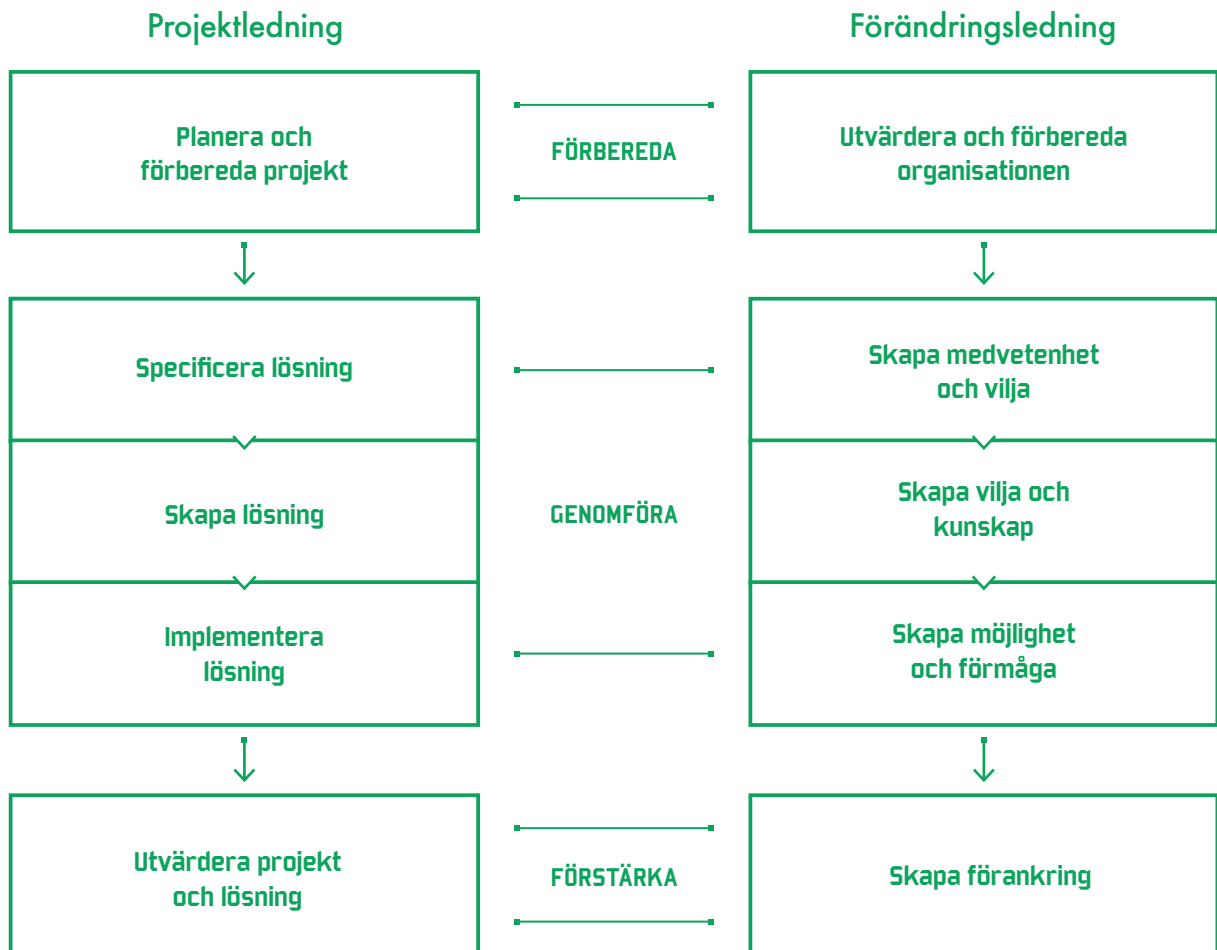 Projektledning
Förändringsledning
Planera och
förbereda projekt
FÖRBEREDA
Utvärdera och förbereda
organisationen
Specificera lösning
Skapa medvetenhet
och vilja
Skapa lösning
GENOMFÖRA
Skapa vilja och
kunskap
Implementera
lösning
Skapa möjlighet
och förmåga
Utvärdera projekt
och lösning
FÖRSTÄRKA
Skapa förankring